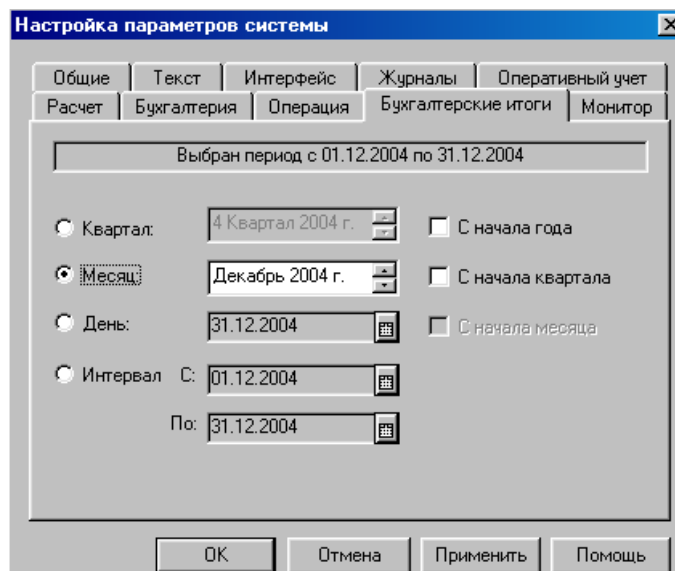 Настройка параметров системы
Общие Текст Интерфейс Журналы Оперативный учет
Расчет Бухгалтерия Операция Бухгалтерские итоги Монитор
Выбран период с 01.12.2004 по 31.12.2004
Квартал: 4 Квартал 2004 г. С начала года
Месяц: Декабрь 2004 г. С начала квартала
День: 31.12.2004 С начала месяца
Интервал С: 01.12.2004
По: 31.12.2004
OK Отмена Применить Помощь